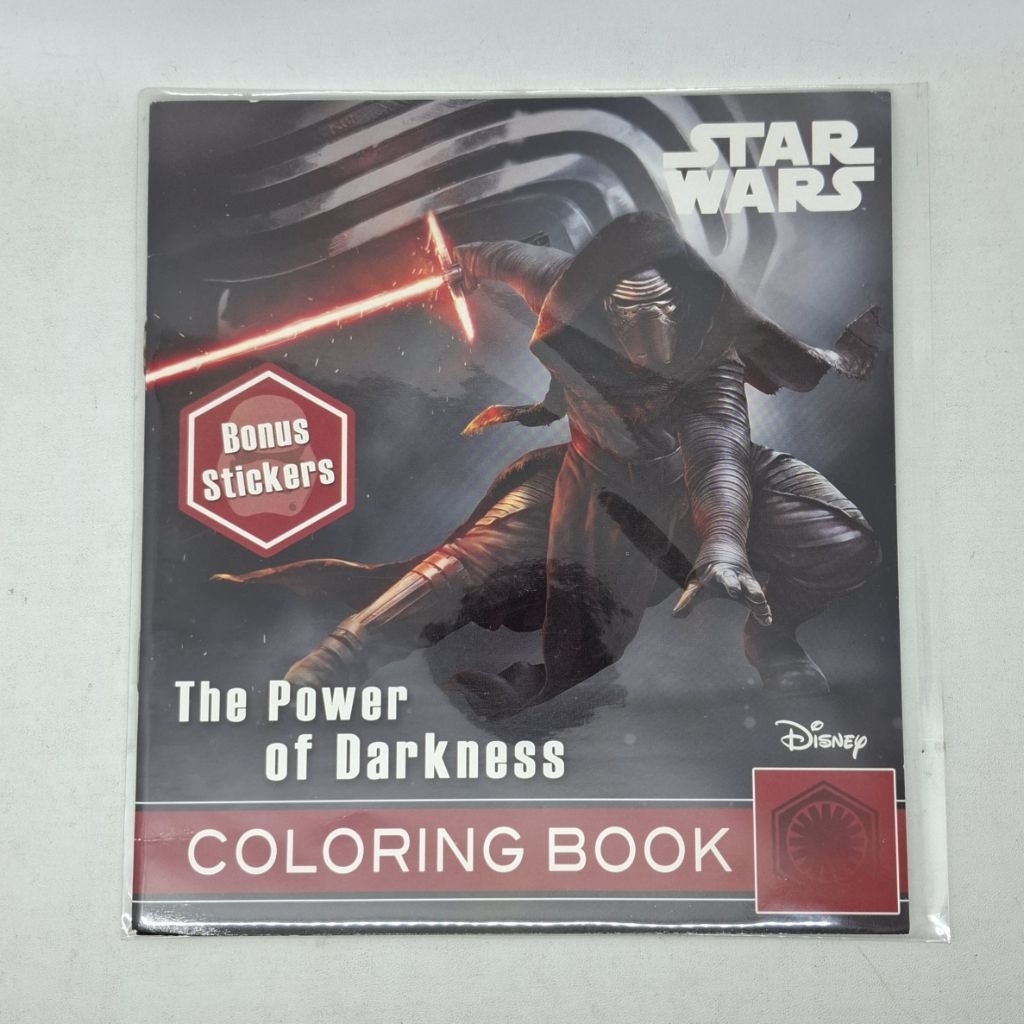 STAR
WARS
Bonus
Stickers
The Power
of Darkness
Disney
COLORING BOOK